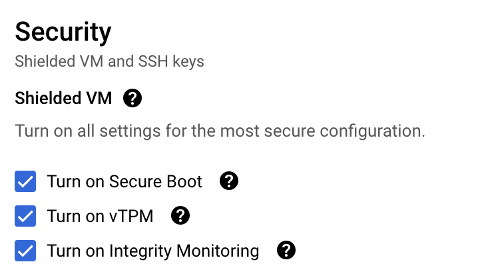 Security
Shielded VM and SSH keys
Shielded VM
Turn on all settings for the most secure configuration.
Turn on Secure Boot
Turn on vTPM
Turn on Integrity Monitoring